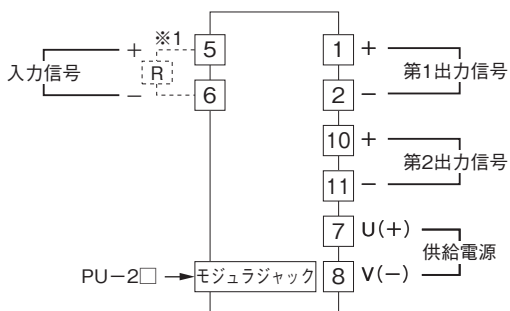 ※1
+ 5
入力信号
R
− 6
1 +
第1出力信号
2 −
10 +
第2出力信号
11 −
7 U(+)
供給電源
8 V(−)
PU−2□
モジュラジャック